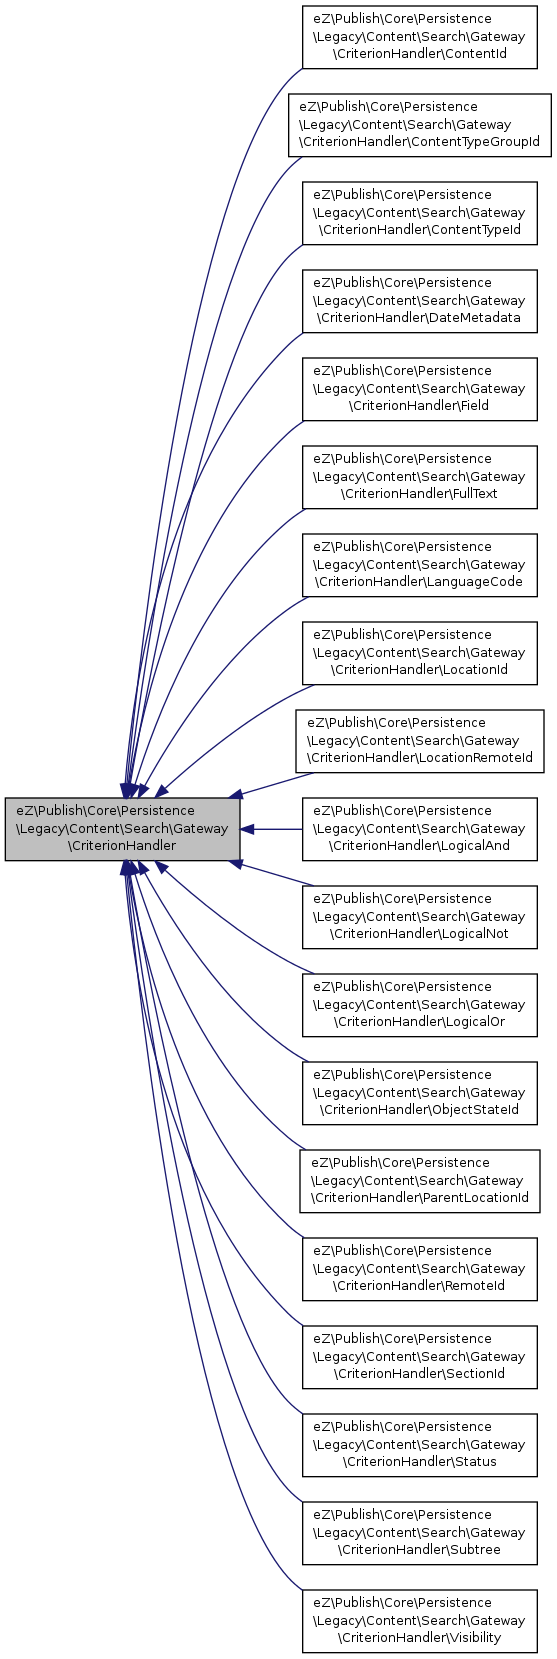 eZ\Publish\Core\Persistence
\Legacy\Content\Search\Gateway
\CriterionHandler\ContentId
eZ\Publish\Core\Persistence
\Legacy\Content\Search\Gateway
\CriterionHandler\ContentTypeGroupId
eZ\Publish\Core\Persistence
\Legacy\Content\Search\Gateway
\CriterionHandler\ContentTypeId
eZ\Publish\Core\Persistence
\Legacy\Content\Search\Gateway
\CriterionHandler\DateMetadata
eZ\Publish\Core\Persistence
\Legacy\Content\Search\Gateway
\CriterionHandler\Field
eZ\Publish\Core\Persistence
\Legacy\Content\Search\Gateway
\CriterionHandler\FullText
eZ\Publish\Core\Persistence
\Legacy\Content\Search\Gateway
\CriterionHandler\LanguageCode
eZ\Publish\Core\Persistence
\Legacy\Content\Search\Gateway
\CriterionHandler\LocationId
eZ\Publish\Core\Persistence
\Legacy\Content\Search\Gateway
\CriterionHandler\LocationRemoteId
eZ\Publish\Core\Persistence
\Legacy\Content\Search\Gateway
\CriterionHandler
eZ\Publish\Core\Persistence
\Legacy\Content\Search\Gateway
\CriterionHandler\LogicalAnd
eZ\Publish\Core\Persistence
\Legacy\Content\Search\Gateway
\CriterionHandler\LogicalNot
eZ\Publish\Core\Persistence
\Legacy\Content\Search\Gateway
\CriterionHandler\LogicalOr
eZ\Publish\Core\Persistence
\Legacy\Content\Search\Gateway
\CriterionHandler\ObjectStateId
eZ\Publish\Core\Persistence
\Legacy\Content\Search\Gateway
\CriterionHandler\ParentLocationId
eZ\Publish\Core\Persistence
\Legacy\Content\Search\Gateway
\CriterionHandler\RemoteId
eZ\Publish\Core\Persistence
\Legacy\Content\Search\Gateway
\CriterionHandler\SectionId
eZ\Publish\Core\Persistence
\Legacy\Content\Search\Gateway
\CriterionHandler\Status
eZ\Publish\Core\Persistence
\Legacy\Content\Search\Gateway
\CriterionHandler\Subtree
eZ\Publish\Core\Persistence
\Legacy\Content\Search\Gateway
\CriterionHandler\Visibility